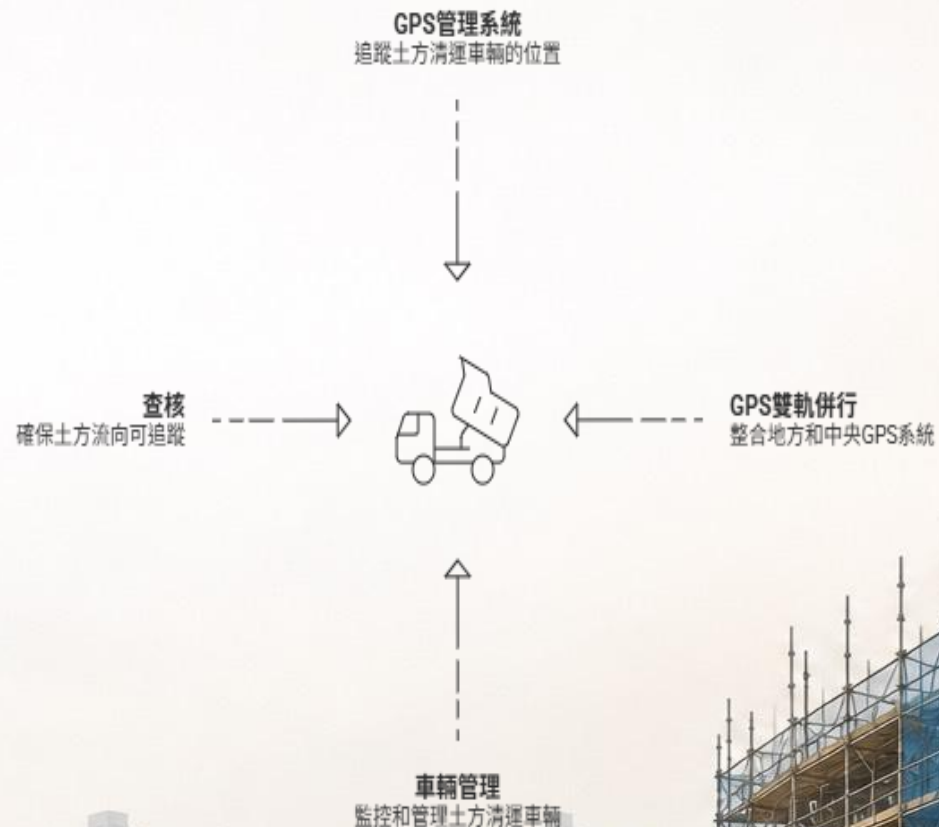 GPS管理系統
追蹤土方清運車輛的位置
查核
確保土方流向可追蹤
GPS雙軌併行
整合地方和中央GPS系統
車輛管理
監控和管理土方清運車輛